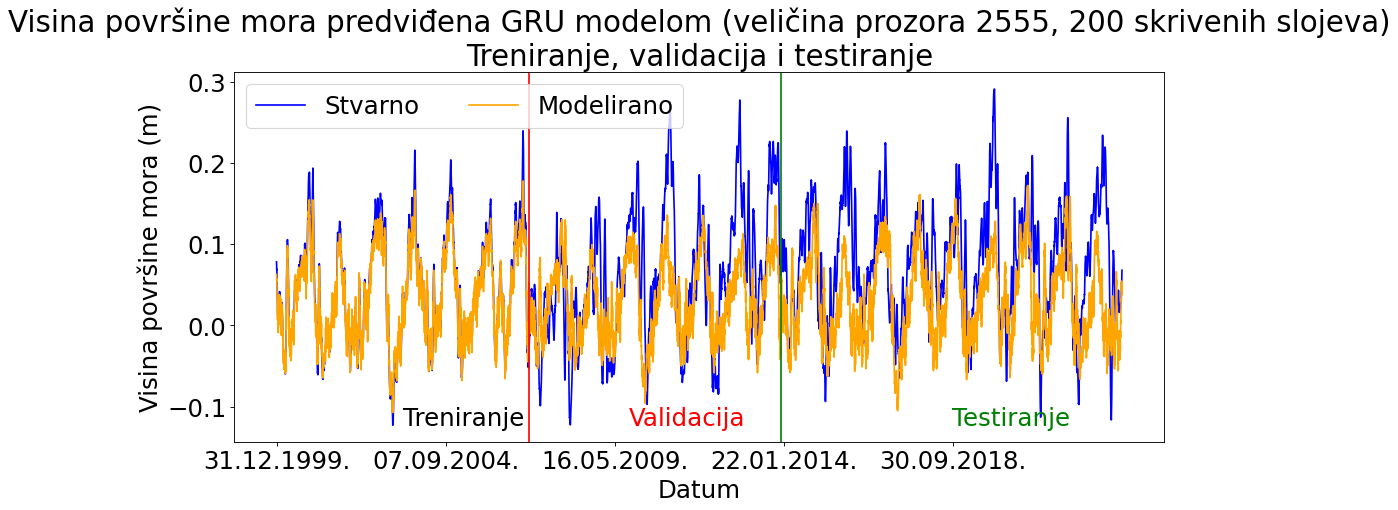 Visina površine mora predviđena GRU modelom (veličina prozora 2555, 200 skrivenih slojeva)
Treniranje, validacija i testiranje
Stvarno
Modelirano
Visina površine mora (m)
0.3
0.2
0.1
0.0
−0.1
Treniranje
Validacija
Testiranje
31.12.1999.
07.09.2004.
16.05.2009.
22.01.2014.
30.09.2018.
Datum